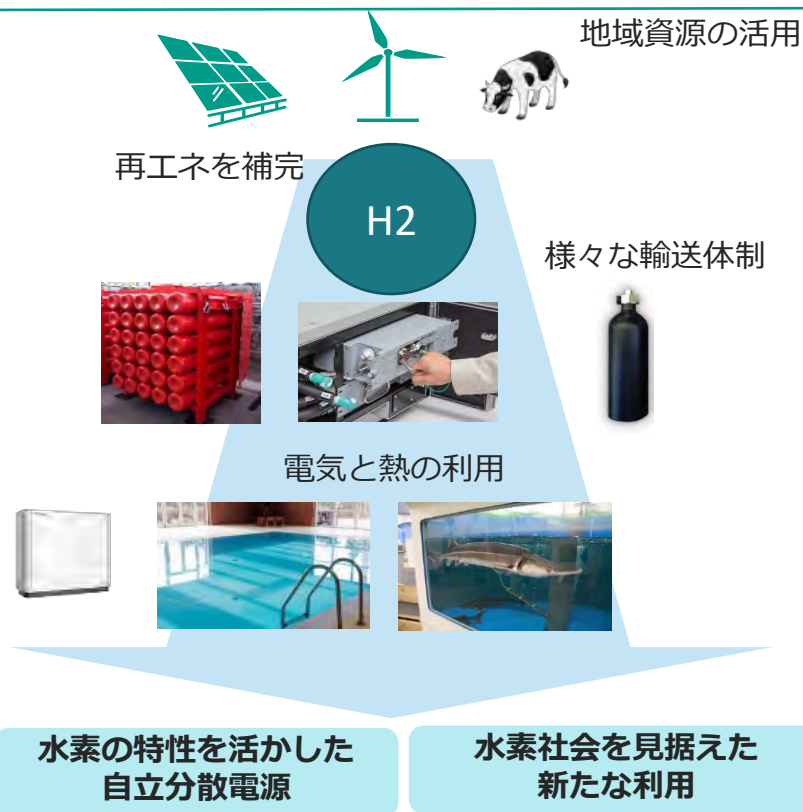 地域資源の活用
再エネを補完
H2
様々な輸送体制
電気と熱の利用
水素の特性を活かした
自立分散電源
水素社会を見据えた
新たな利用